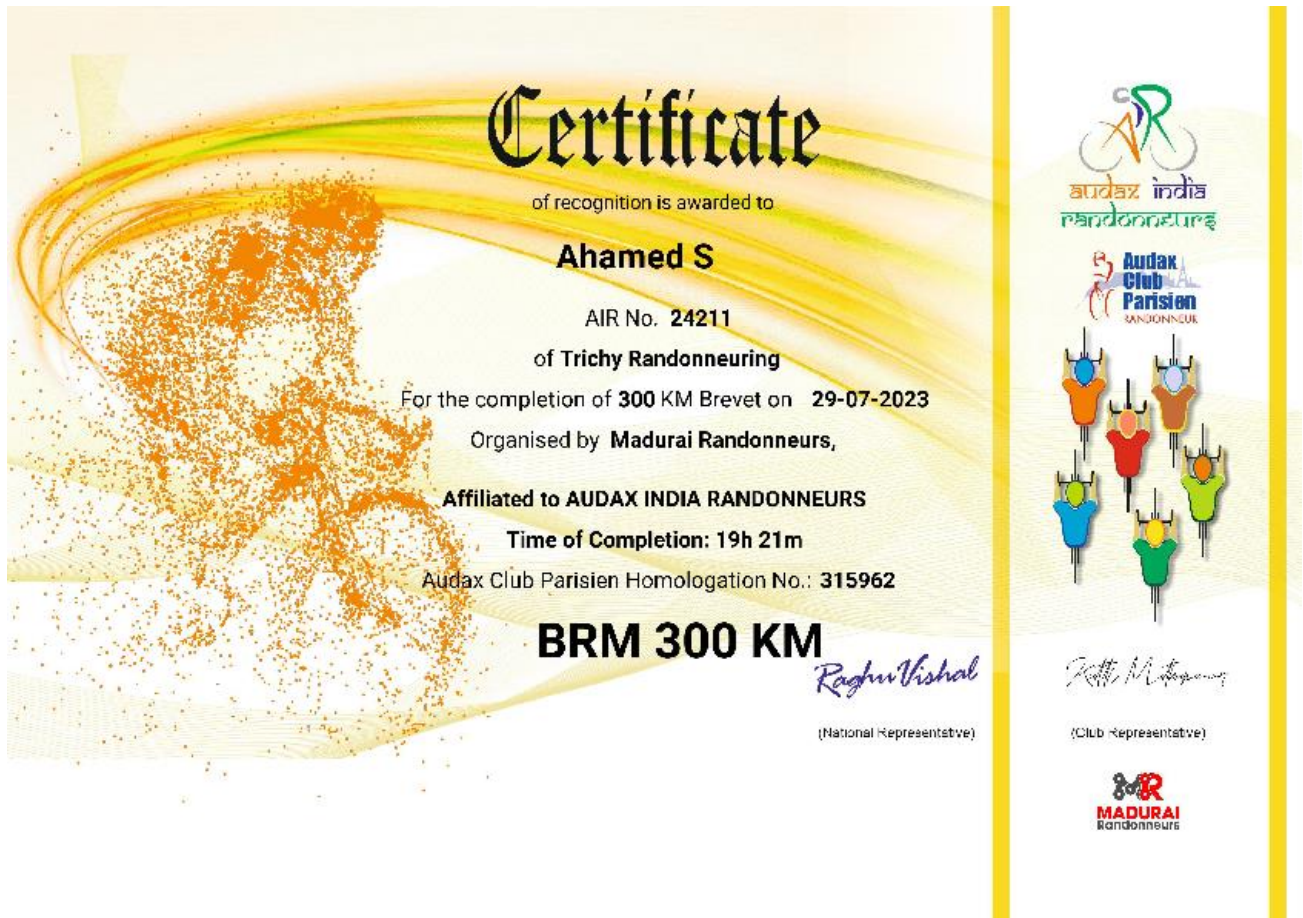 Certificate
of recognition is awarded to
Ahamed S
AIR No. 24211
of Trichy Randonneuring
For the completion of 300 KM Brevet on 29-07-2023
Organised by Madurai Randonneurs,
Affiliated to AUDAX INDIA RANDONNEURS
Time of Completion: 19h 21m
Audax Club Parisien Homologation No.: 315962
BRM 300 KM
Raghu Vishal
(National Representative)
audax india
randonneurs
Audax
Club
Parisien
RANDONNEUR
(Club Representative)
MR
MADURAI
Randonneurs